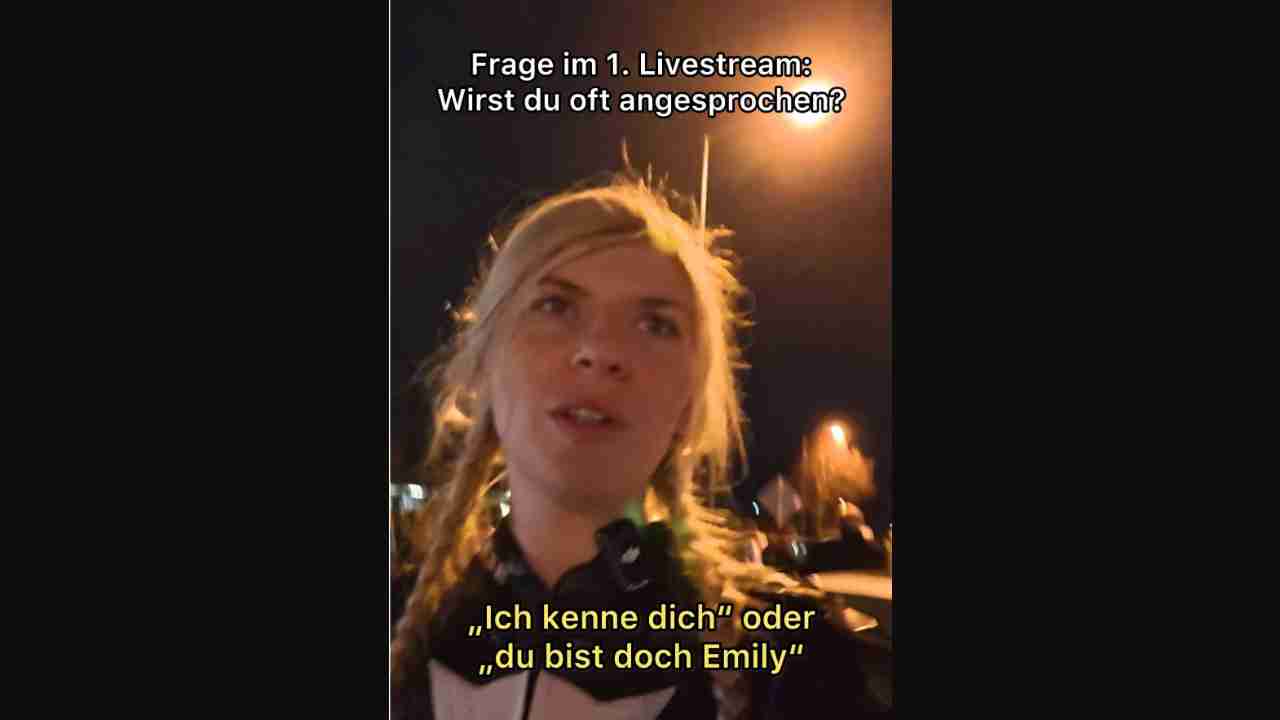 Frage im 1. Livestream:
Wirst du oft angesprochen?
„Ich kenne dich“ oder
„du bist doch Emily“